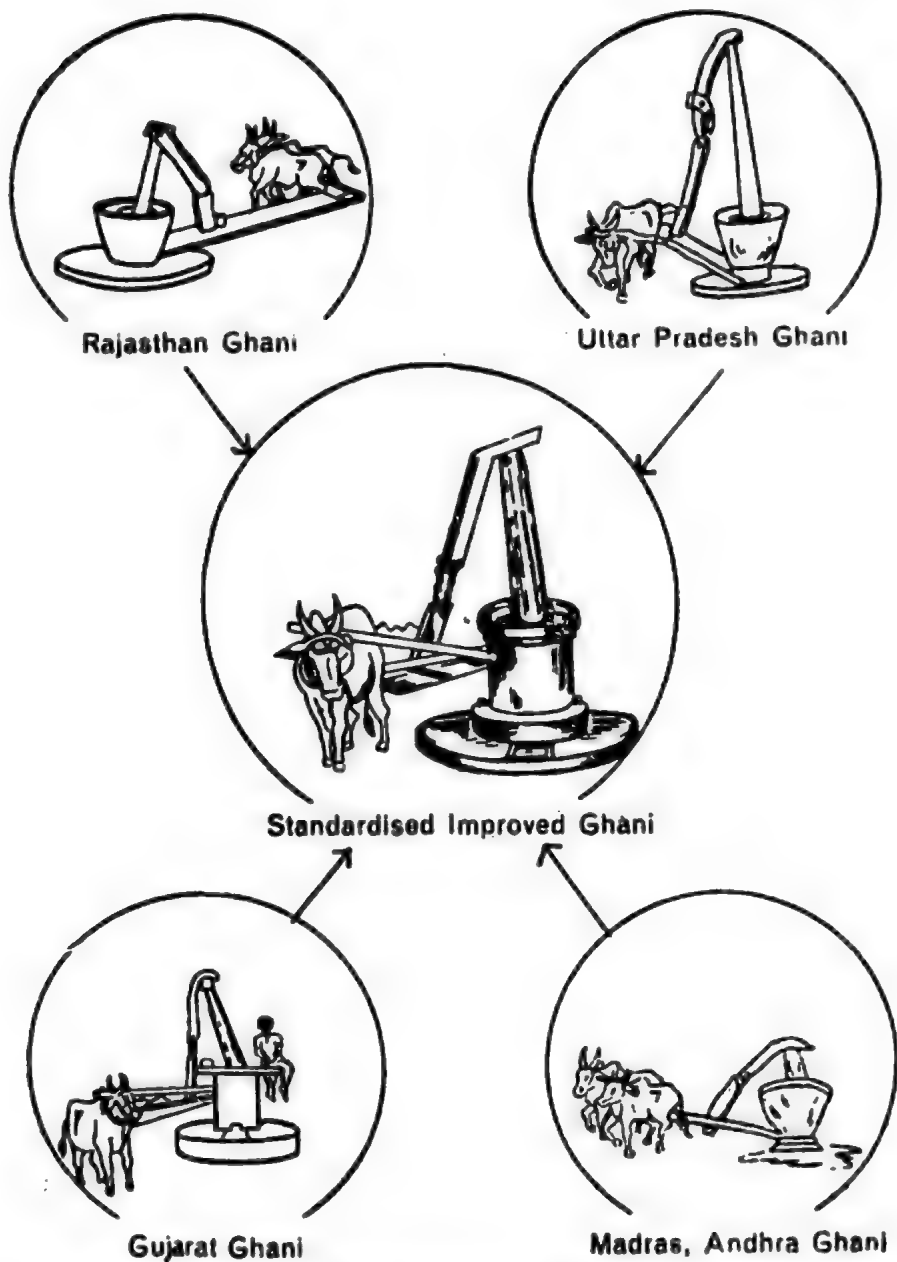 Rajasthan Ghani
Uttar Pradesh Ghani
Standardised Improved Ghani
Gujarat Ghani
Madras, Andhra Ghani